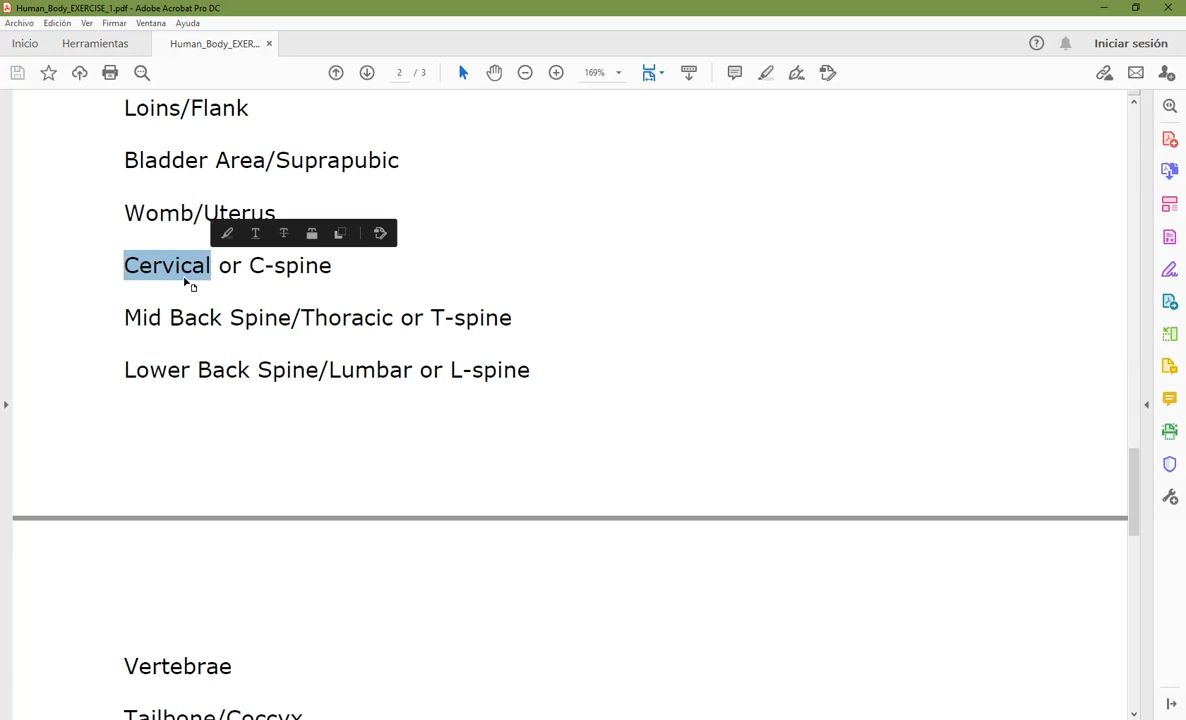 Human_Body_EXERCISE_1.pdf - Adobe Acrobat Pro DC
Archivo Edición Ver Firmar Ventana Ayuda
Inicio Herramientas Human_Body_EXER... × Iniciar sesión
2 / 3 169%
Loins/Flank
Bladder Area/Suprapubic
Womb/Uterus
Cervical or C-spine
Mid Back Spine/Thoracic or T-spine
Lower Back Spine/Lumbar or L-spine
Vertebrae
Tailbone/Coccyx